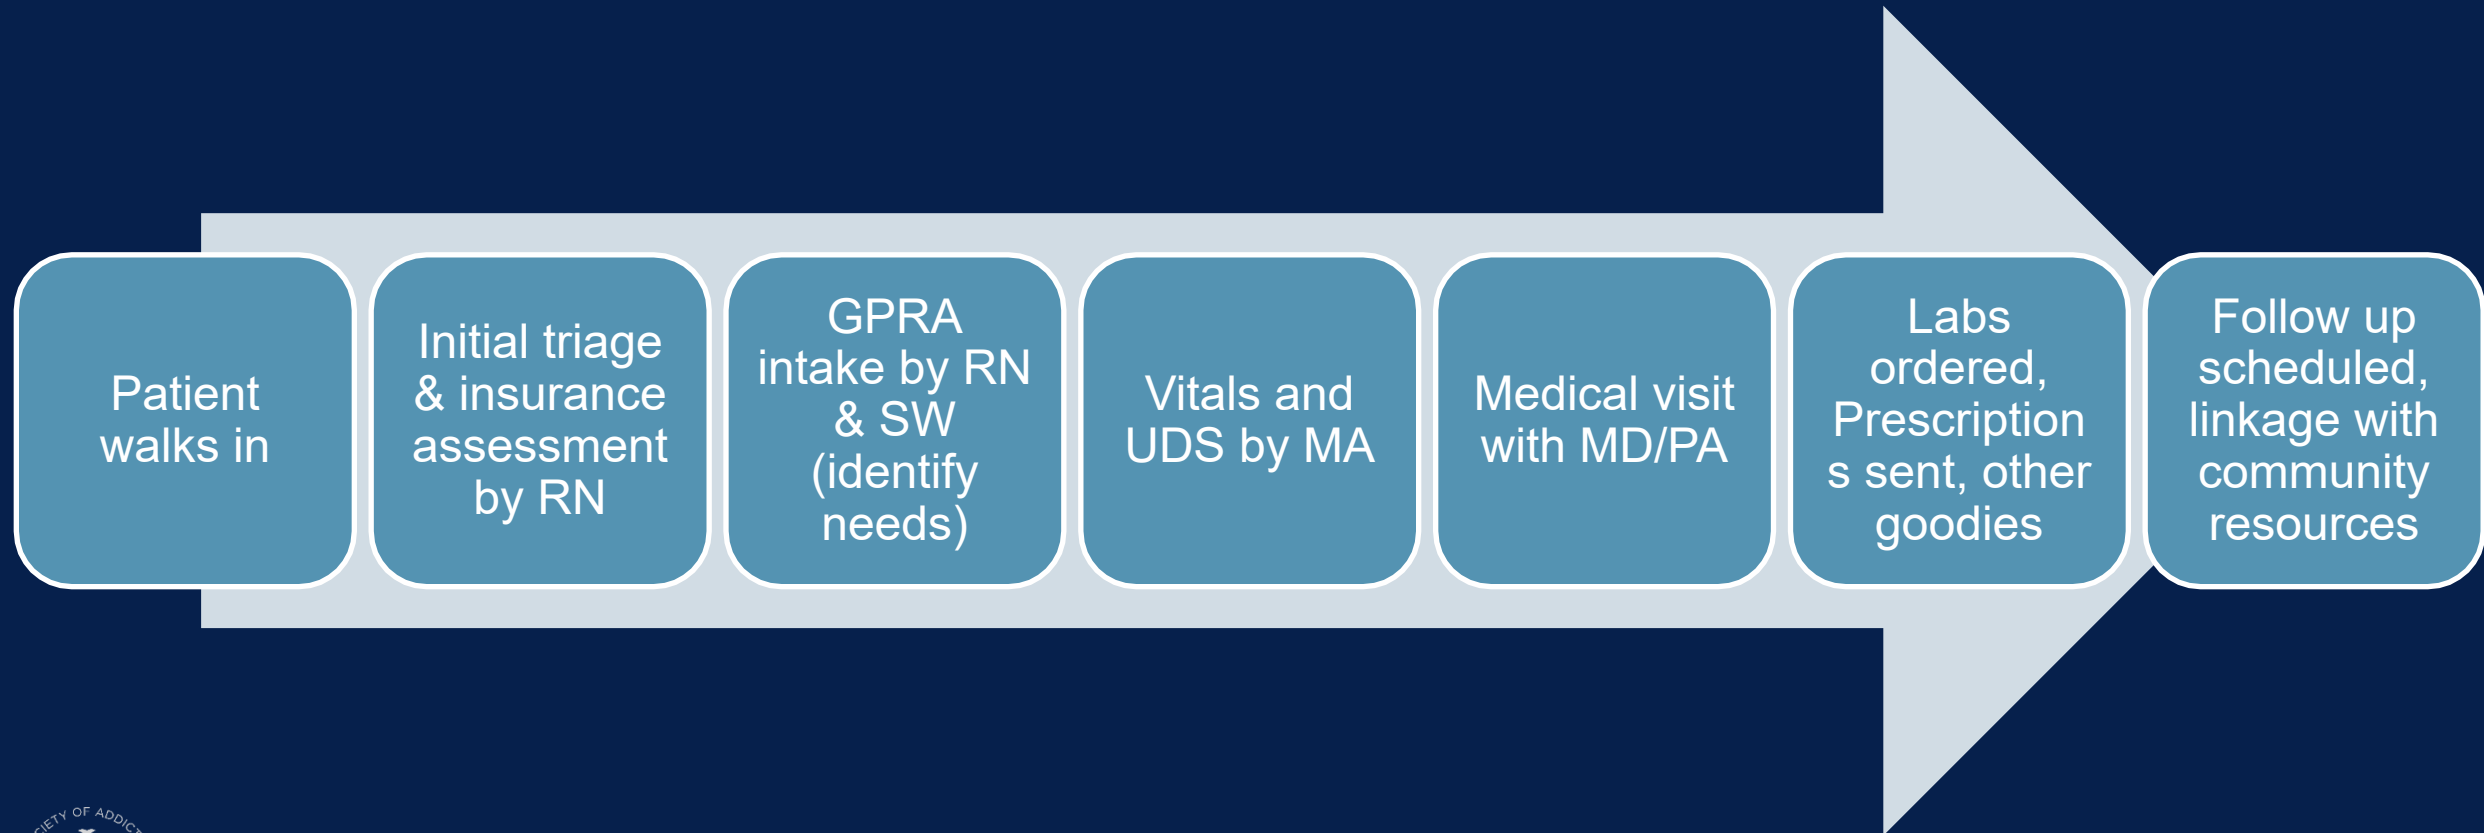 Patient
walks in
Initial triage
& insurance
assessment
by RN
GPRA
intake by RN
& SW
(identify
needs)
Vitals and
UDS by MA
Medical visit
with MD/PA
Labs
ordered,
Prescription
s sent, other
goodies
Follow up
scheduled,
linkage with
community
resources
OF